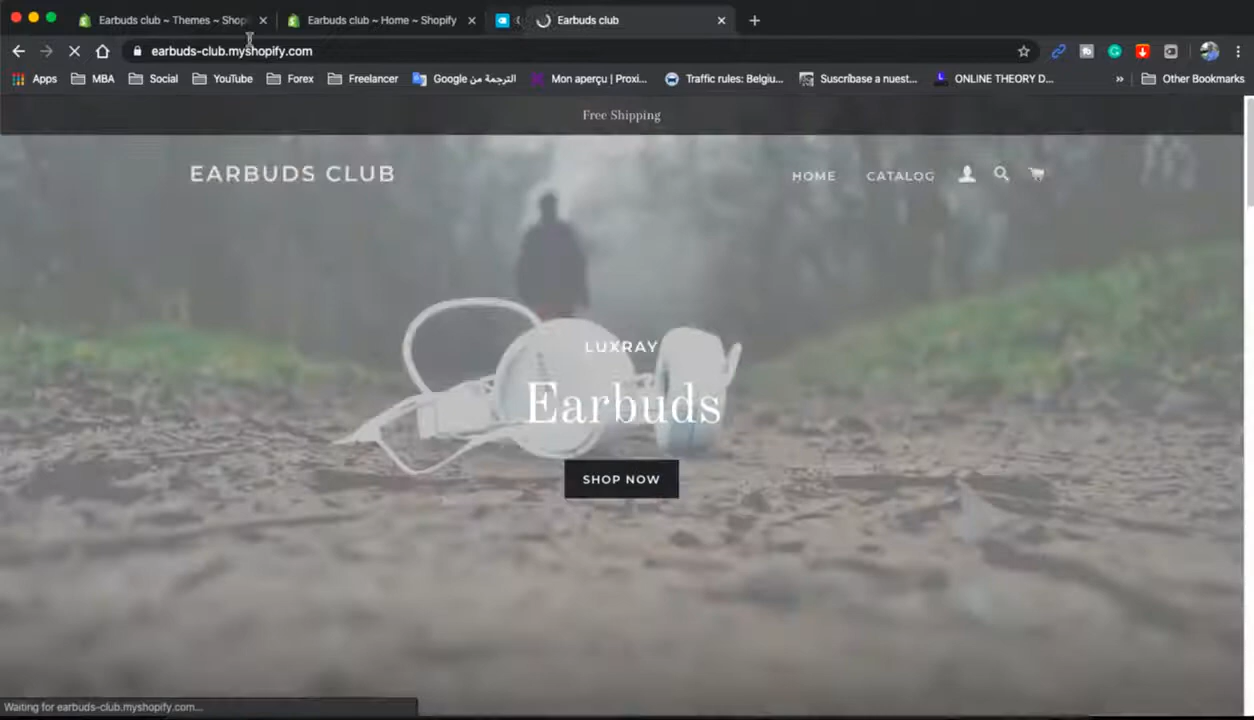 Earbuds club ~ Themes ~ Shop
Earbuds club ~ Home ~ Shopify
Earbuds club
earbuds-club.myshopify.com
Apps
MBA
Social
YouTube
Forex
Freelancer
Google الترجمة من
Mon aperçu | Proxi...
Traffic rules: Belgiu...
Suscríbase a nuest...
ONLINE THEORY D...
»
Other Bookmarks
Free Shipping
EARBUDS CLUB
HOME
CATALOG
LUXRAY
Earbuds
SHOP NOW
Waiting for earbuds-club.myshopify.com...